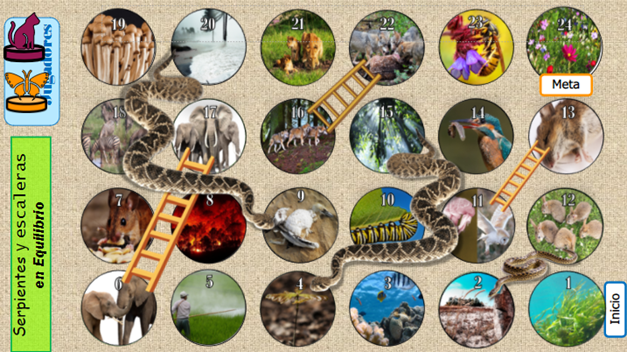 Jugadores
Serpientes y escaleras
en Equilibrio
19 20 21 22 23 24
Meta
18 17 16 15 14 13
7 8 9 10 11 12
6 5 4 3 2 1
Inicio